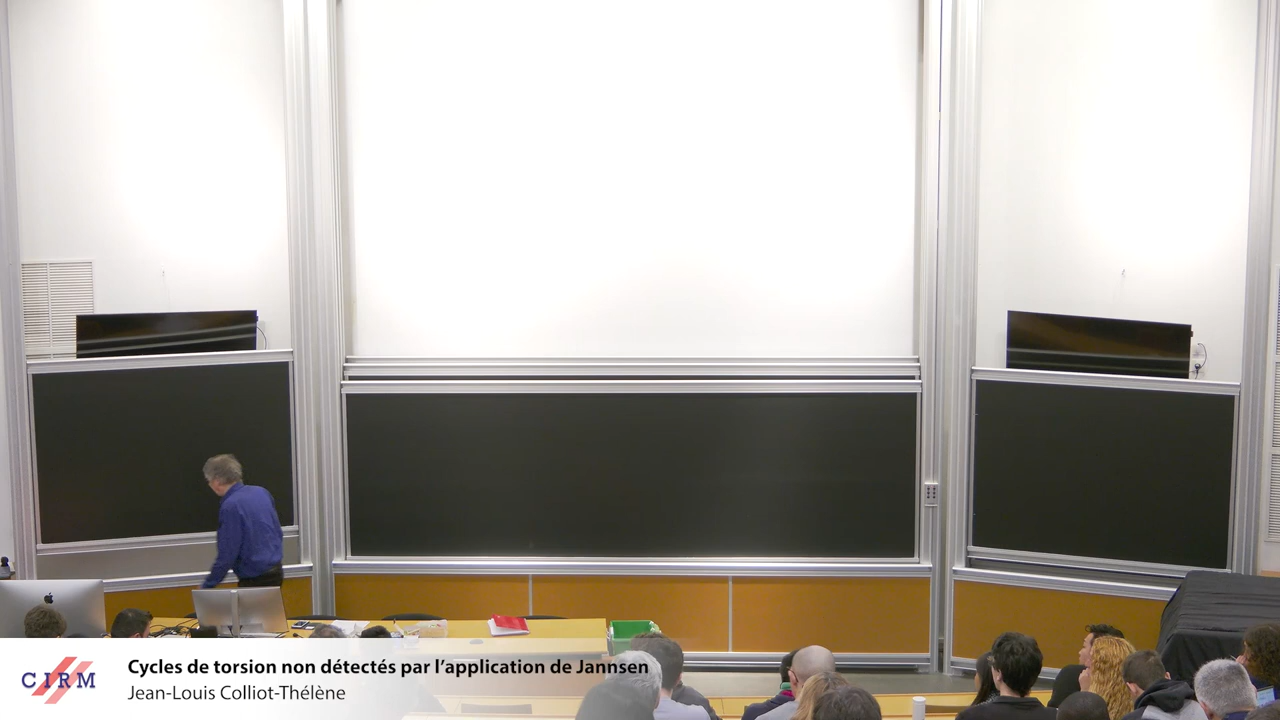 CIRM
Cycles de torsion non détectés par l'application de Jannsen
Jean-Louis Colliot-Thélène